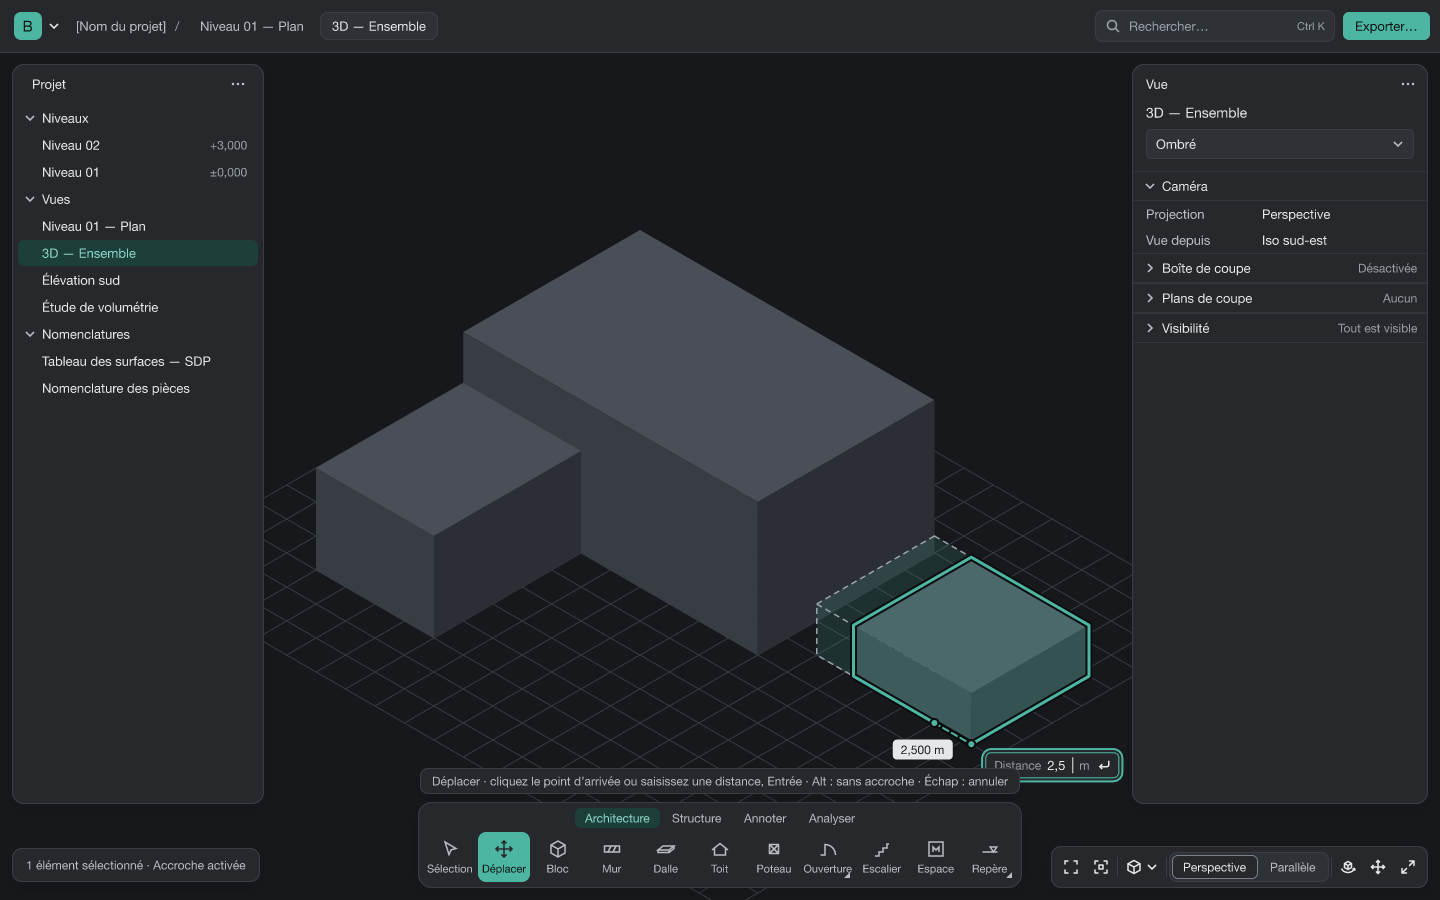 B [Nom du projet] / Niveau 01 — Plan 3D — Ensemble Rechercher… Ctrl K Exporter…
Projet
Niveaux
Niveau 02 +3,000
Niveau 01 ±0,000
Vues
Niveau 01 — Plan
3D — Ensemble
Élévation sud
Étude de volumétrie
Nomenclatures
Tableau des surfaces — SDP
Nomenclature des pièces
Vue
3D — Ensemble
Ombré
Caméra
Projection Perspective
Vue depuis Iso sud-est
Boîte de coupe Désactivée
Plans de coupe Aucun
Visibilité Tout est visible
2,500 m
Distance 2,5 m
Déplacer · cliquez le point d'arrivée ou saisissez une distance, Entrée · Alt : sans accroche · Échap : annuler
Architecture Structure Annoter Analyser
Sélection Déplacer Bloc Mur Dalle Toit Poteau Ouverture Escalier Espace Repère
1 élément sélectionné · Accroche activée
Perspective Parallèle